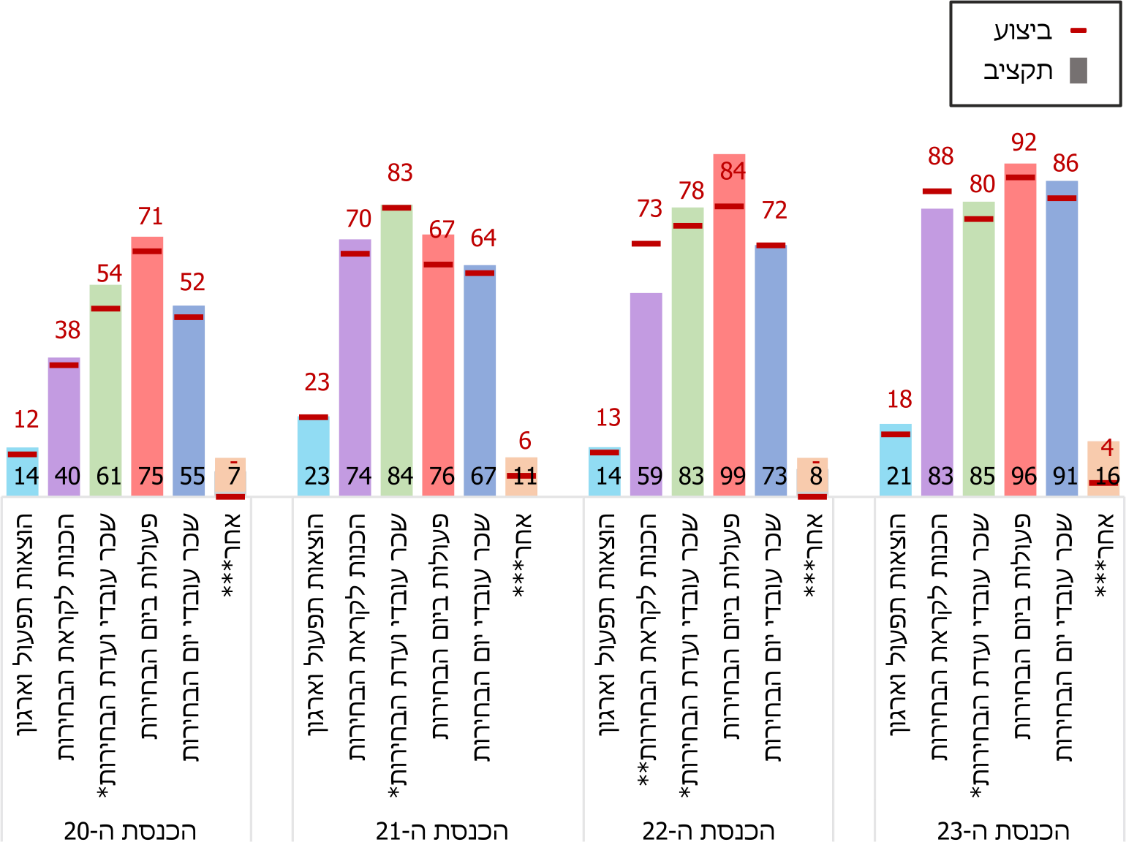 ביצוע
תקציב
12
38
54
71
52
-
14
40
61
75
55
7
הוצאות תפעול וארגון
הכנות לקראת הבחירות
שכר עובדי ועדת הבחירות*
פעולות ביום הבחירות
שכר עובדי יום הבחירות
אחר***
הכנסת ה-20
23
70
83
67
64
6
23
74
84
76
67
11
הוצאות תפעול וארגון
הכנות לקראת הבחירות
שכר עובדי ועדת הבחירות*
פעולות ביום הבחירות
שכר עובדי יום הבחירות
אחר***
הכנסת ה-21
13
73
78
84
72
-
14
59
83
99
73
8
הוצאות תפעול וארגון
הכנות לקראת הבחירות**
שכר עובדי ועדת הבחירות*
פעולות ביום הבחירות
שכר עובדי יום הבחירות
אחר***
הכנסת ה-22
18
88
80
92
86
4
21
83
85
96
91
16
הוצאות תפעול וארגון
הכנות לקראת הבחירות
שכר עובדי ועדת הבחירות*
פעולות ביום הבחירות
שכר עובדי יום הבחירות
אחר***
הכנסת ה-23